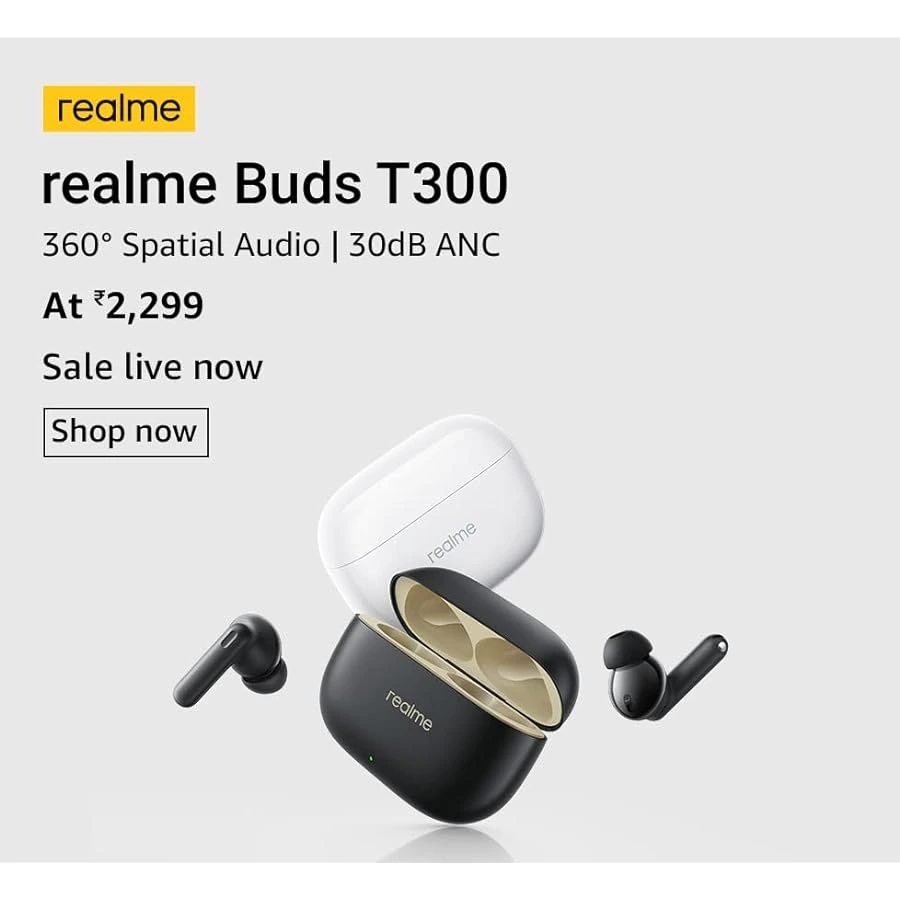 realme
realme Buds T300
360° Spatial Audio | 30dB ANC
At ₹2,299
Sale live now
Shop now
realme
realme